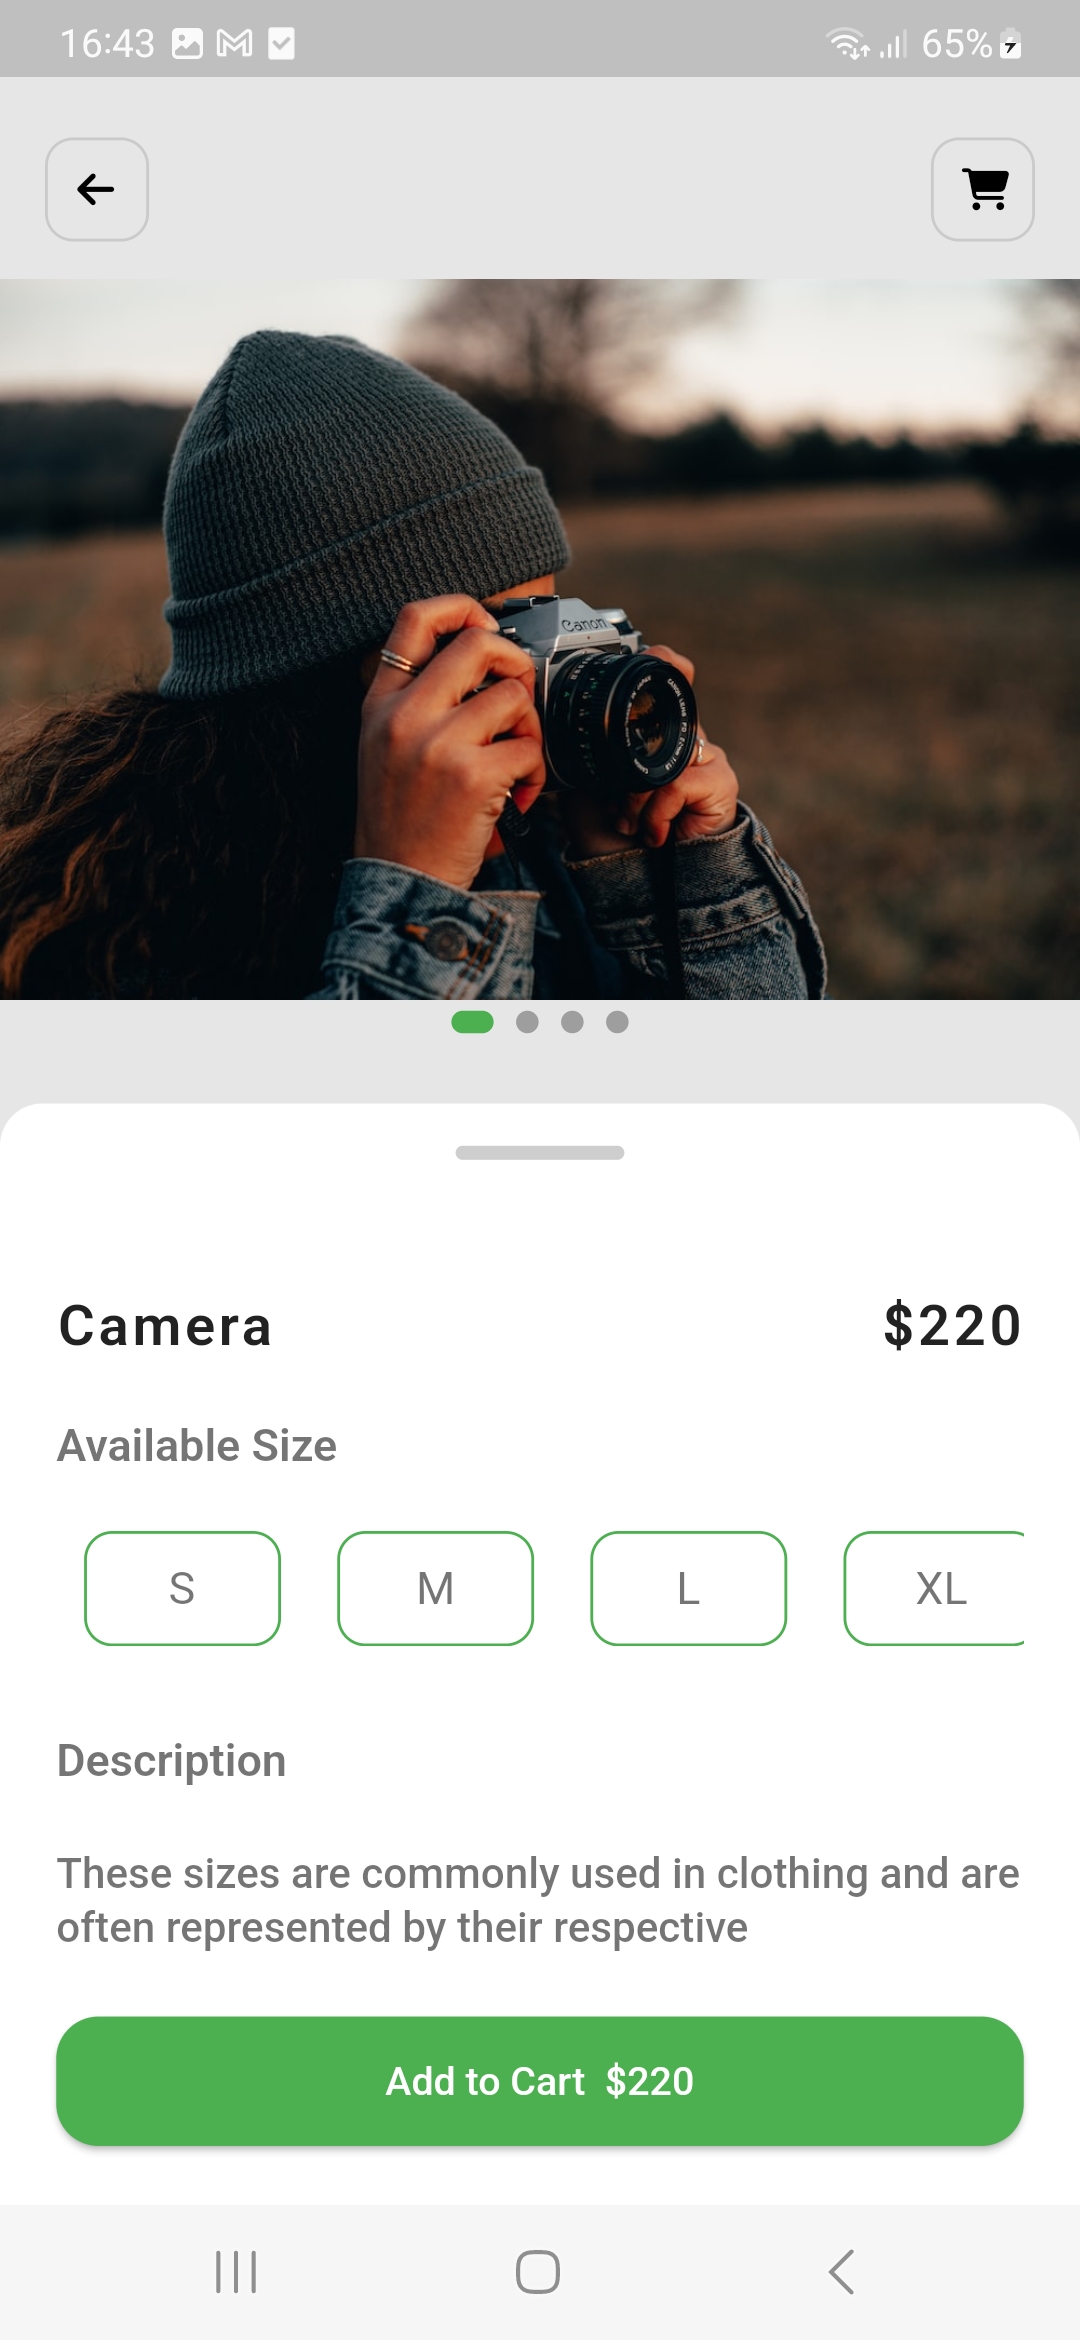 16:43 65%
Canon
Camera $220
Available Size
S M L XL
Description
These sizes are commonly used in clothing and are
often represented by their respective
Add to Cart $220